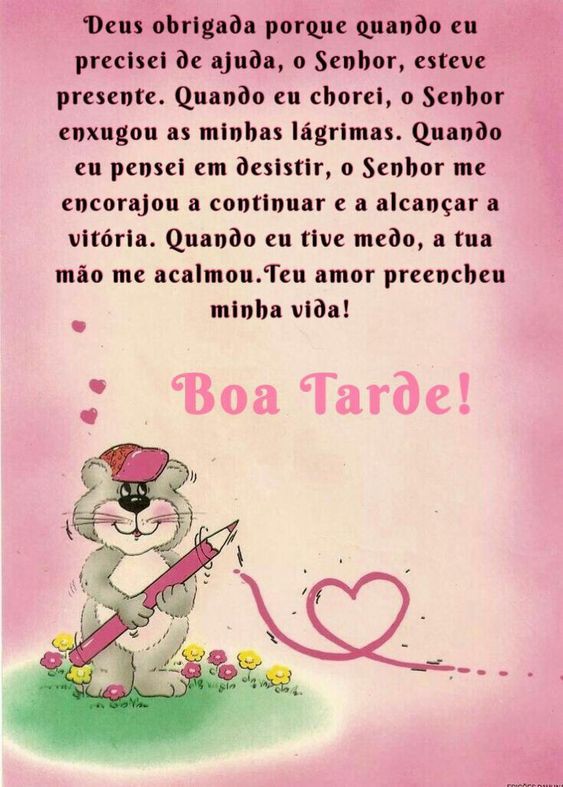 Deus obrigada porque quando eu
precisei de ajuda, o Senhor, esteve
presente. Quando eu chorei, o Senhor
enxugou as minhas lágrimas. Quando
eu pensei em desistir, o Senhor me
encorajou a continuar e a alcançar a
vitória. Quando eu tive medo, a tua
mão me acalmou.Teu amor preencheu
minha vida!
Boa Tarde!